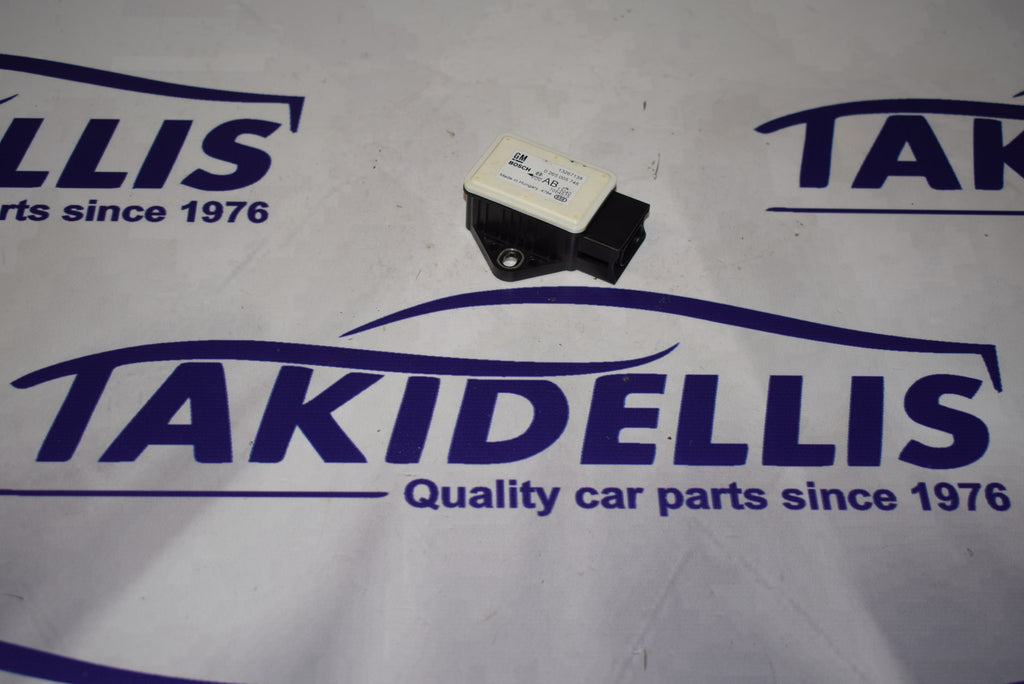 LLIS
rts since 1976
TAK
GM
BOSCH
13267138
0 265 005 748
AB
Made in Hungary
TAKIDELLIS
Quality car parts since 1976